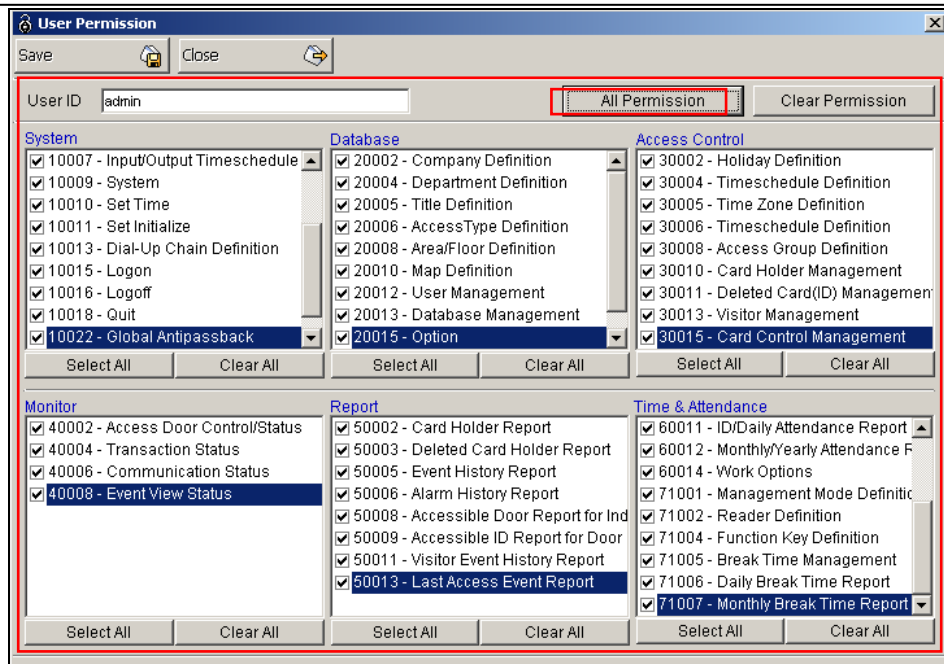 User Permission
Save
Close
User ID
admin
All Permission
Clear Permission
System
10007 - Input/Output Timeschedule
10009 - System
10010 - Set Time
10011 - Set Initialize
10013 - Dial-Up Chain Definition
10015 - Logon
10016 - Logoff
10018 - Quit
10022 - Global Antipassback
Select All
Clear All
Database
20002 - Company Definition
20004 - Department Definition
20005 - Title Definition
20006 - AccessType Definition
20008 - Area/Floor Definition
20010 - Map Definition
20012 - User Management
20013 - Database Management
20015 - Option
Select All
Clear All
Access Control
30002 - Holiday Definition
30004 - Timeschedule Definition
30005 - Time Zone Definition
30006 - Timeschedule Definition
30008 - Access Group Definition
30010 - Card Holder Management
30011 - Deleted Card(ID) Managemen
30013 - Visitor Management
30015 - Card Control Management
Select All
Clear All
Monitor
40002 - Access Door Control/Status
40004 - Transaction Status
40006 - Communication Status
40008 - Event View Status
Select All
Clear All
Report
50002 - Card Holder Report
50003 - Deleted Card Holder Report
50005 - Event History Report
50006 - Alarm History Report
50008 - Accessible Door Report for Ind
50009 - Accessible ID Report for Door
50011 - Visitor Event History Report
50013 - Last Access Event Report
Select All
Clear All
Time & Attendance
60011 - ID/Daily Attendance Report
60012 - Monthly/Yearly Attendance R
60014 - Work Options
71001 - Management Mode Definitio
71002 - Reader Definition
71004 - Function Key Definition
71005 - Break Time Management
71006 - Daily Break Time Report
71007 - Monthly Break Time Report
Select All
Clear All